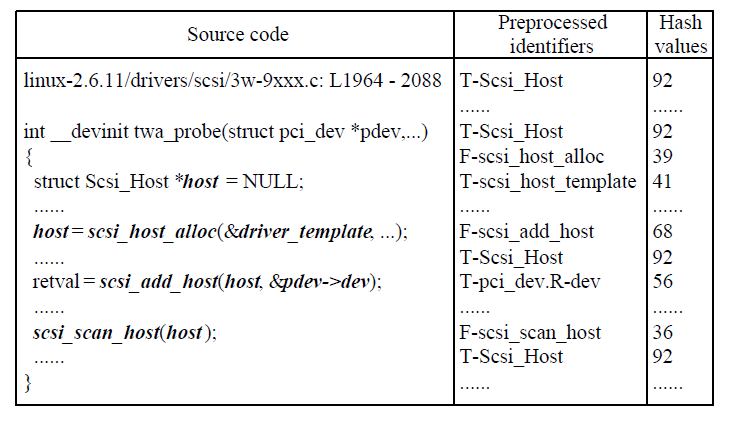 Source code Preprocessed identifiers Hash values
linux-2.6.11/drivers/scsi/3w-9xxx.c: L1964 - 2088 T-Scsi_Host 92
...... ......
int __devinit twa_probe(struct pci_dev *pdev,...) T-Scsi_Host 92
{ F-scsi_host_alloc 39
struct Scsi_Host *host = NULL; T-scsi_host_template 41
...... ...... ......
host = scsi_host_alloc(&driver_template, ...); F-scsi_add_host 68
...... T-Scsi_Host 92
retval = scsi_add_host(host, &pdev->dev); T-pci_dev.R-dev 56
...... ...... ......
scsi_scan_host(host); F-scsi_scan_host 36
...... T-Scsi_Host 92
} ...... ......